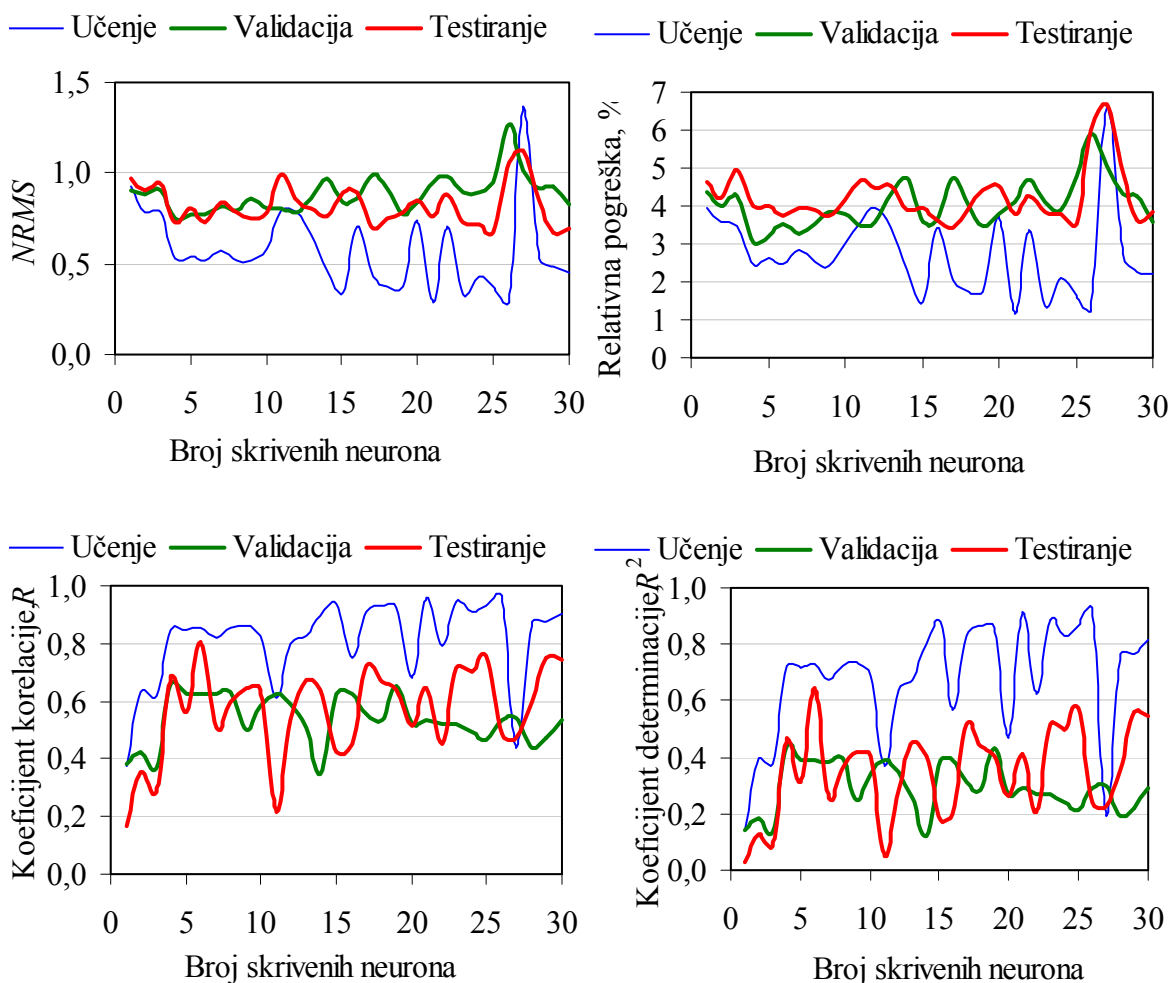 Učenje Validacija Testiranje
1,5
1,0
0,5
0,0
NRMS
0 5 10 15 20 25 30
Broj skrivenih neurona
Učenje Validacija Testiranje
7
6
5
4
3
2
1
0
Relativna pogreška, %
0 5 10 15 20 25 30
Broj skrivenih neurona
Učenje Validacija Testiranje
1,0
0,8
0,6
0,4
0,2
0,0
Koeficijent korelacije, R
0 5 10 15 20 25 30
Broj skrivenih neurona
Učenje Validacija Testiranje
1,0
0,8
0,6
0,4
0,2
0,0
Koeficijent determinacije, R²
0 5 10 15 20 25 30
Broj skrivenih neurona